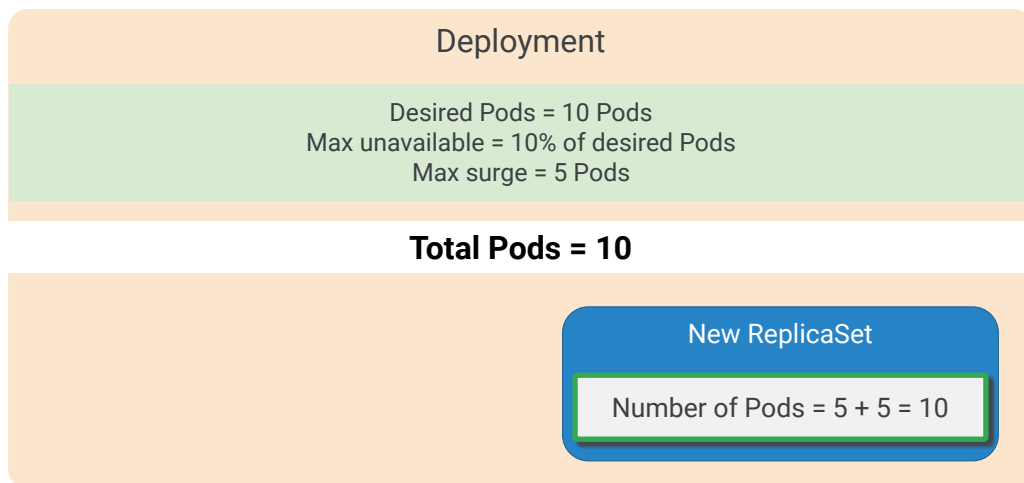 Deployment
Desired Pods = 10 Pods
Max unavailable = 10% of desired Pods
Max surge = 5 Pods
Total Pods = 10
New ReplicaSet
Number of Pods = 5 + 5 = 10